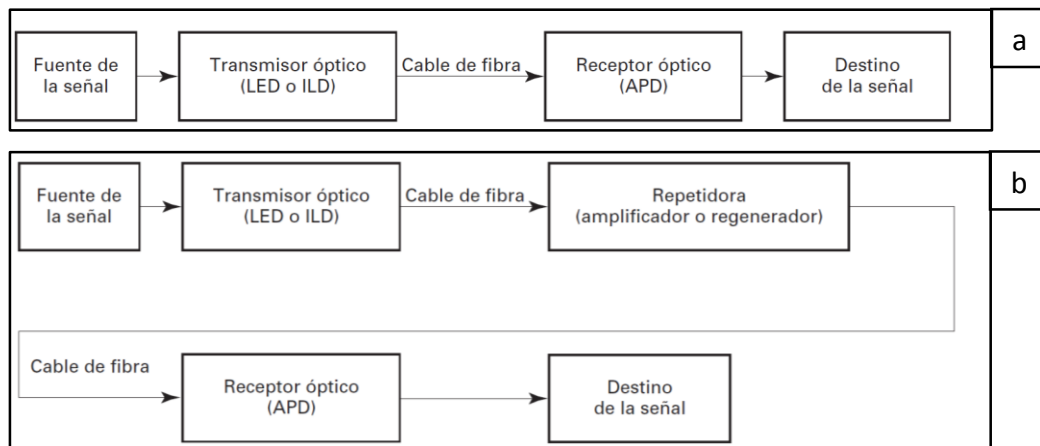 a
Fuente de
la señal
Transmisor óptico
(LED o ILD)
Cable de fibra
Receptor óptico
(APD)
Destino
de la señal
b
Fuente de
la señal
Transmisor óptico
(LED o ILD)
Cable de fibra
Repetidora
(amplificador o regenerador)
Cable de fibra
Receptor óptico
(APD)
Destino
de la señal